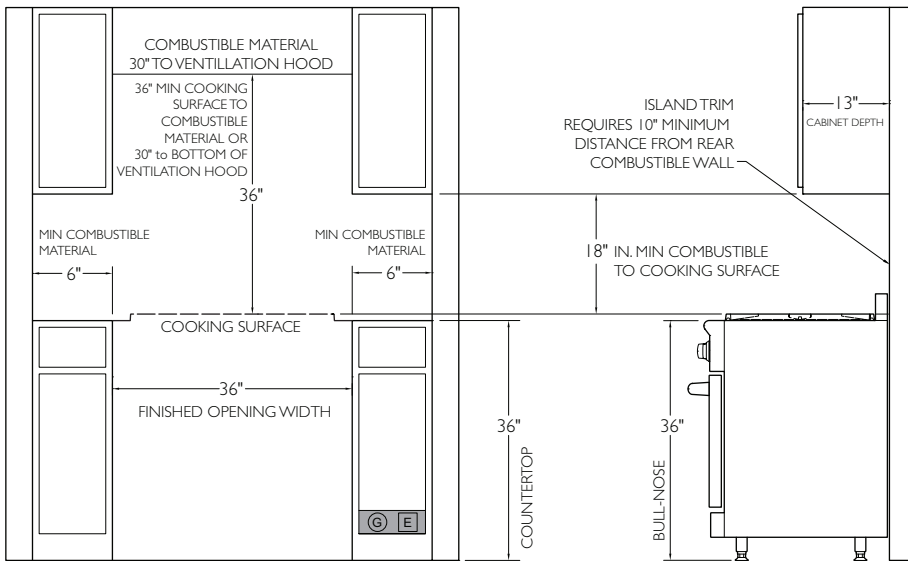 COMBUSTIBLE MATERIAL
30" TO VENTILLATION HOOD
36" MIN COOKING
SURFACE TO
COMBUSTIBLE
MATERIAL OR
30" to BOTTOM OF
VENTILATION HOOD
36"
MIN COMBUSTIBLE
MATERIAL
6"
MIN COMBUSTIBLE
MATERIAL
6"
COOKING SURFACE
36"
FINISHED OPENING WIDTH
G E
36"
COUNTERTOP
13"
CABINET DEPTH
ISLAND TRIM
REQUIRES 10" MINIMUM
DISTANCE FROM REAR
COMBUSTIBLE WALL
18" IN. MIN COMBUSTIBLE
TO COOKING SURFACE
36"
BULL-NOSE